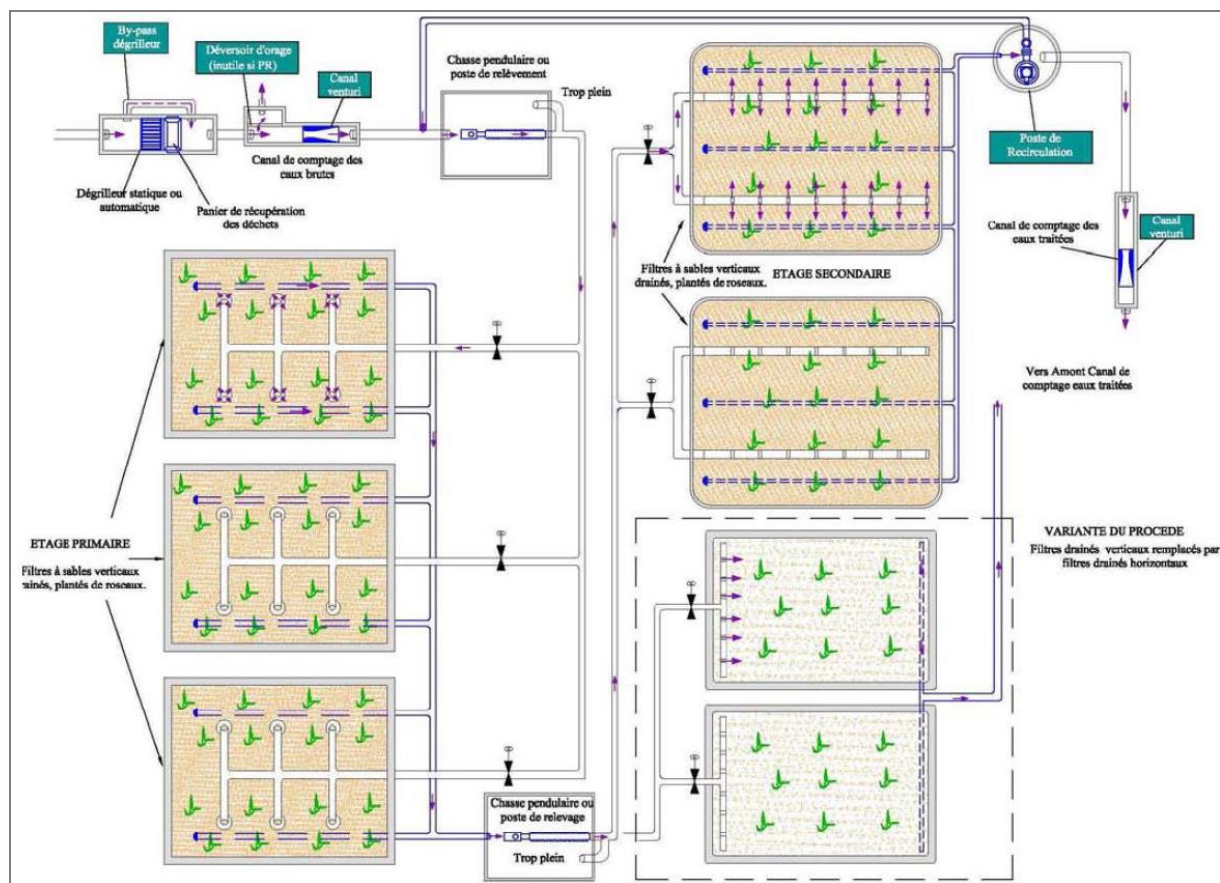 By-pass
dégrilleur
Déversoir d'orage
(inutile si PR)
Canal
venturi
Chasse pendulaire ou
poste de relèvement
Trop plein
Canal de comptage des
eaux brutes
Dégrilleur statique ou
automatique
Panier de récupération
des déchets
Poste de
Recirculation
Canal de comptage des
eaux traitées
Canal
venturi
Filtres à sables verticaux
drainés, plantés de roseaux.
ETAGE SECONDAIRE
Vers Amont Canal de
comptage eaux traitées
ETAGE PRIMAIRE
Filtres à sables verticaux
rainés, plantés de roseaux.
VARIANTE DU PROCEDE
Filtres drainés verticaux remplacés par
filtres drainés horizontaux
Chasse pendulaire ou
poste de relevage
Trop plein